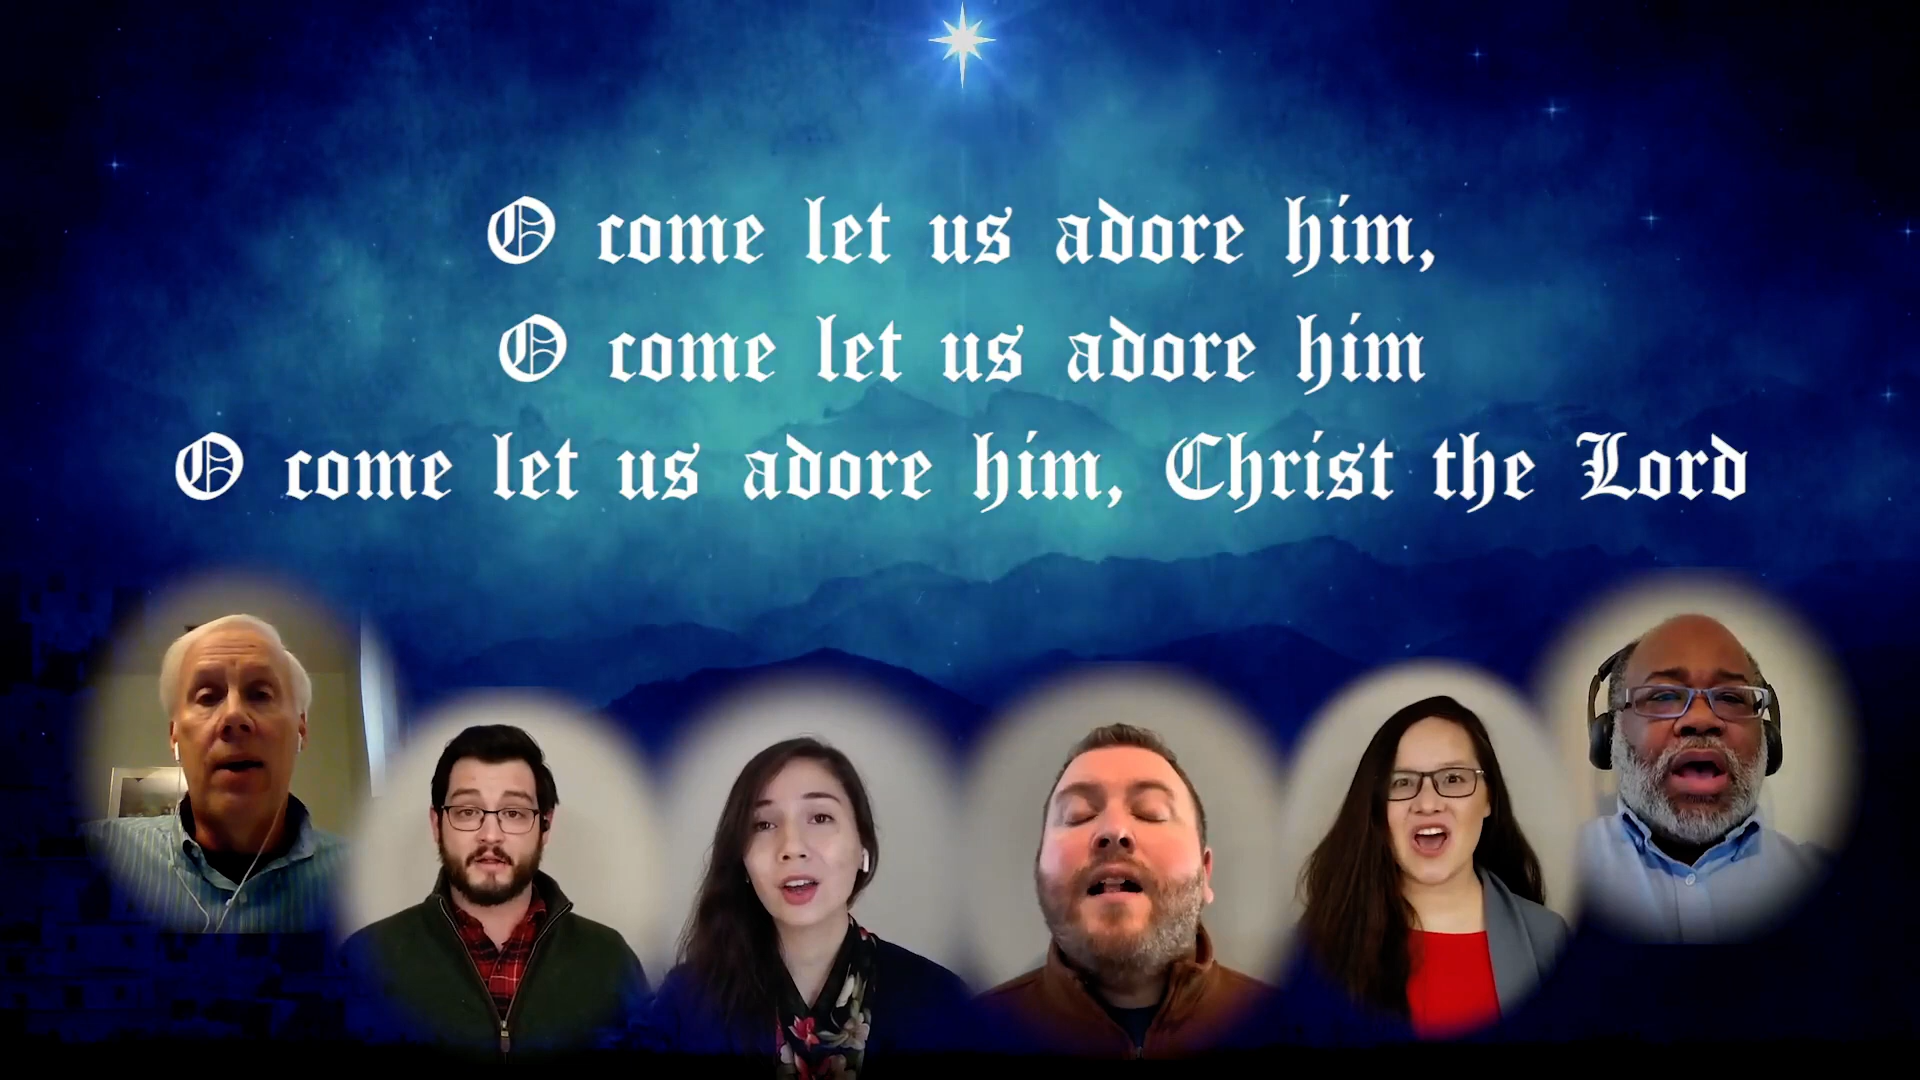 O come let us adore him,
O come let us adore him
O come let us adore him, Christ the Lord